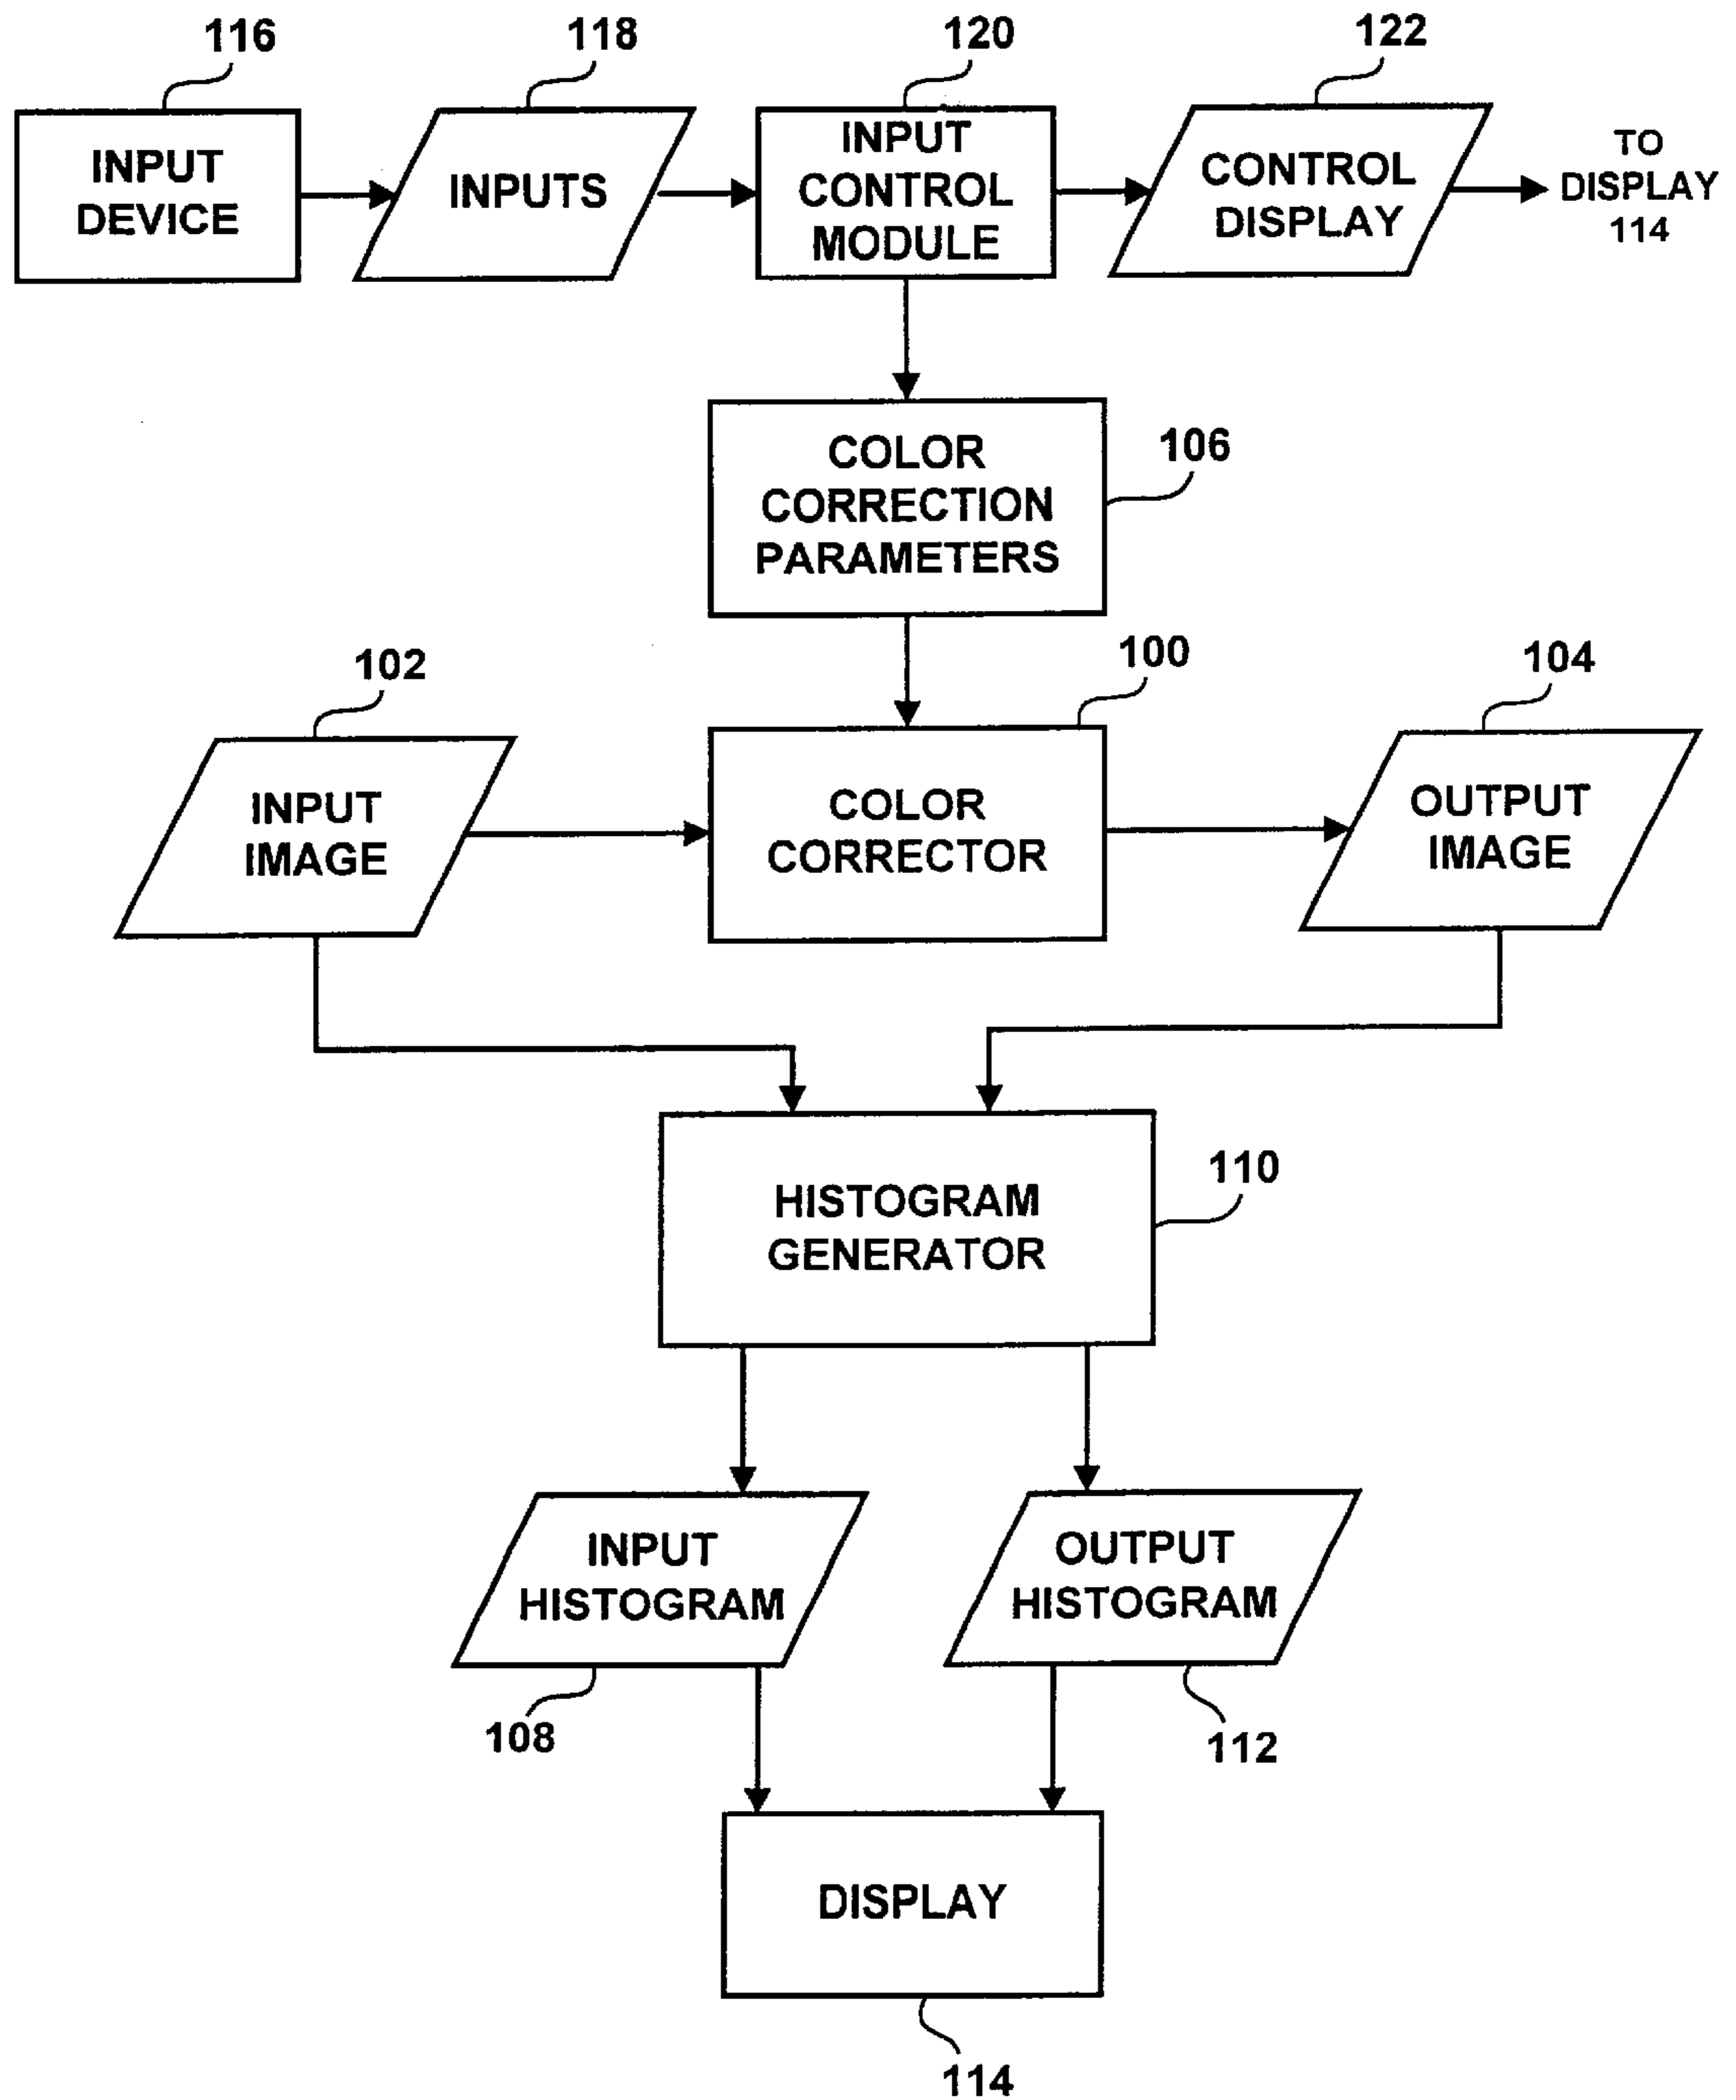 116
118
120
122
INPUT
DEVICE
INPUTS
INPUT
CONTROL
MODULE
CONTROL
DISPLAY
TO
DISPLAY
114
COLOR
CORRECTION
PARAMETERS
106
102
100
104
INPUT
IMAGE
COLOR
CORRECTOR
OUTPUT
IMAGE
HISTOGRAM
GENERATOR
110
INPUT
HISTOGRAM
OUTPUT
HISTOGRAM
108
112
DISPLAY
114